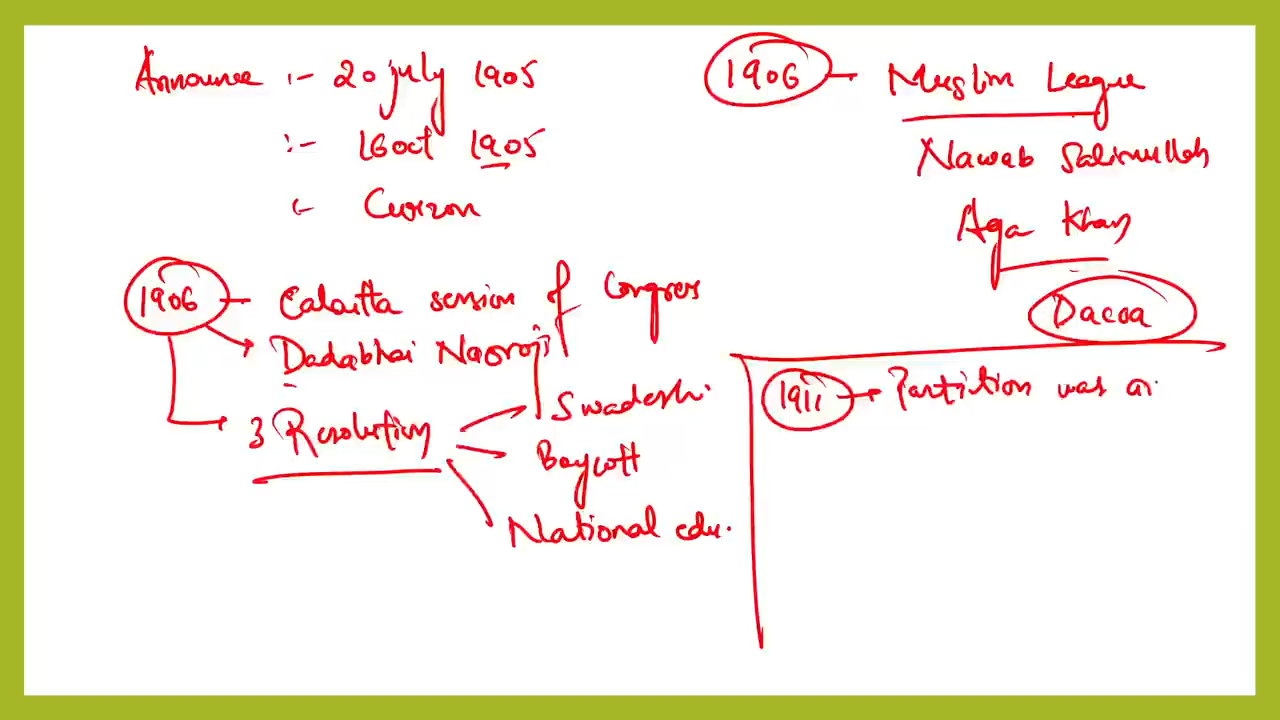 Announce :- 20 july 1905
:- 16 oct 1905
Curzon
1906 - Calcutta session of Congress
Dadabhai Naoroji
3 Resolution
Swadeshi
Boycott
National edu.
1906 - Muslim League
Nawab Salimullah
Aga Khan
Dacca
1911 → Partition was